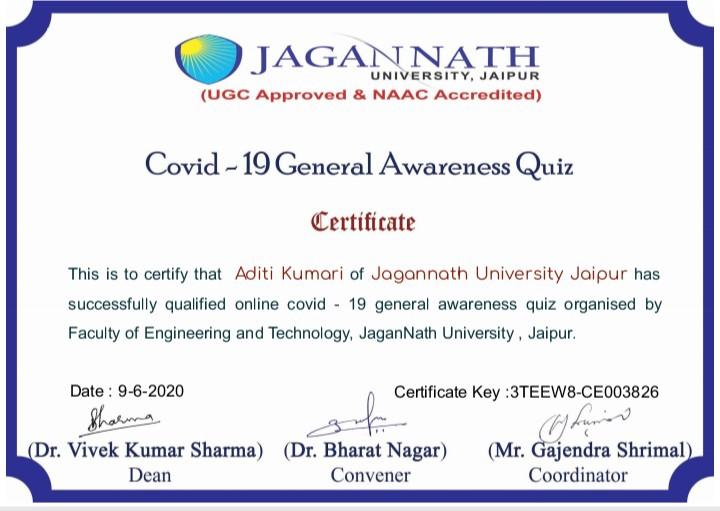 JAGANNATH
UNIVERSITY, JAIPUR
(UGC Approved & NAAC Accredited)
Covid ~ 19 General Awareness Quiz
Certificate
This is to certify that Aditi Kumari of Jagannath University Jaipur has
successfully qualified online covid - 19 general awareness quiz organised by
Faculty of Engineering and Technology, JaganNath University , Jaipur.
Date : 9-6-2020 Certificate Key :3TEEW8-CE003826
Sharma
(Dr. Vivek Kumar Sharma) (Dr. Bharat Nagar) (Mr. Gajendra Shrimal)
Dean Convener Coordinator